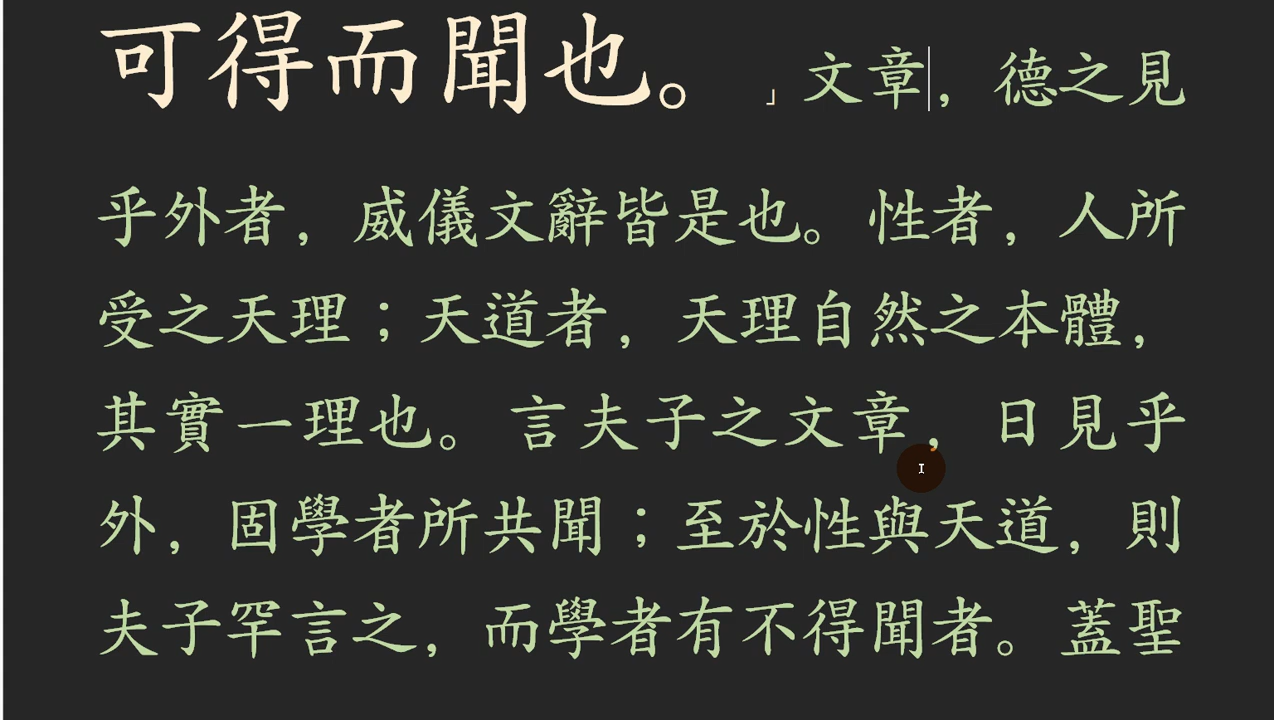 可得而聞也。」文章，德之見
乎外者，威儀文辭皆是也。性者，人所
受之天理；天道者，天理自然之本體，
其實一理也。言夫子之文章，日見乎
外，固學者所共聞；至於性與天道，則
夫子罕言之，而學者有不得聞者。蓋聖